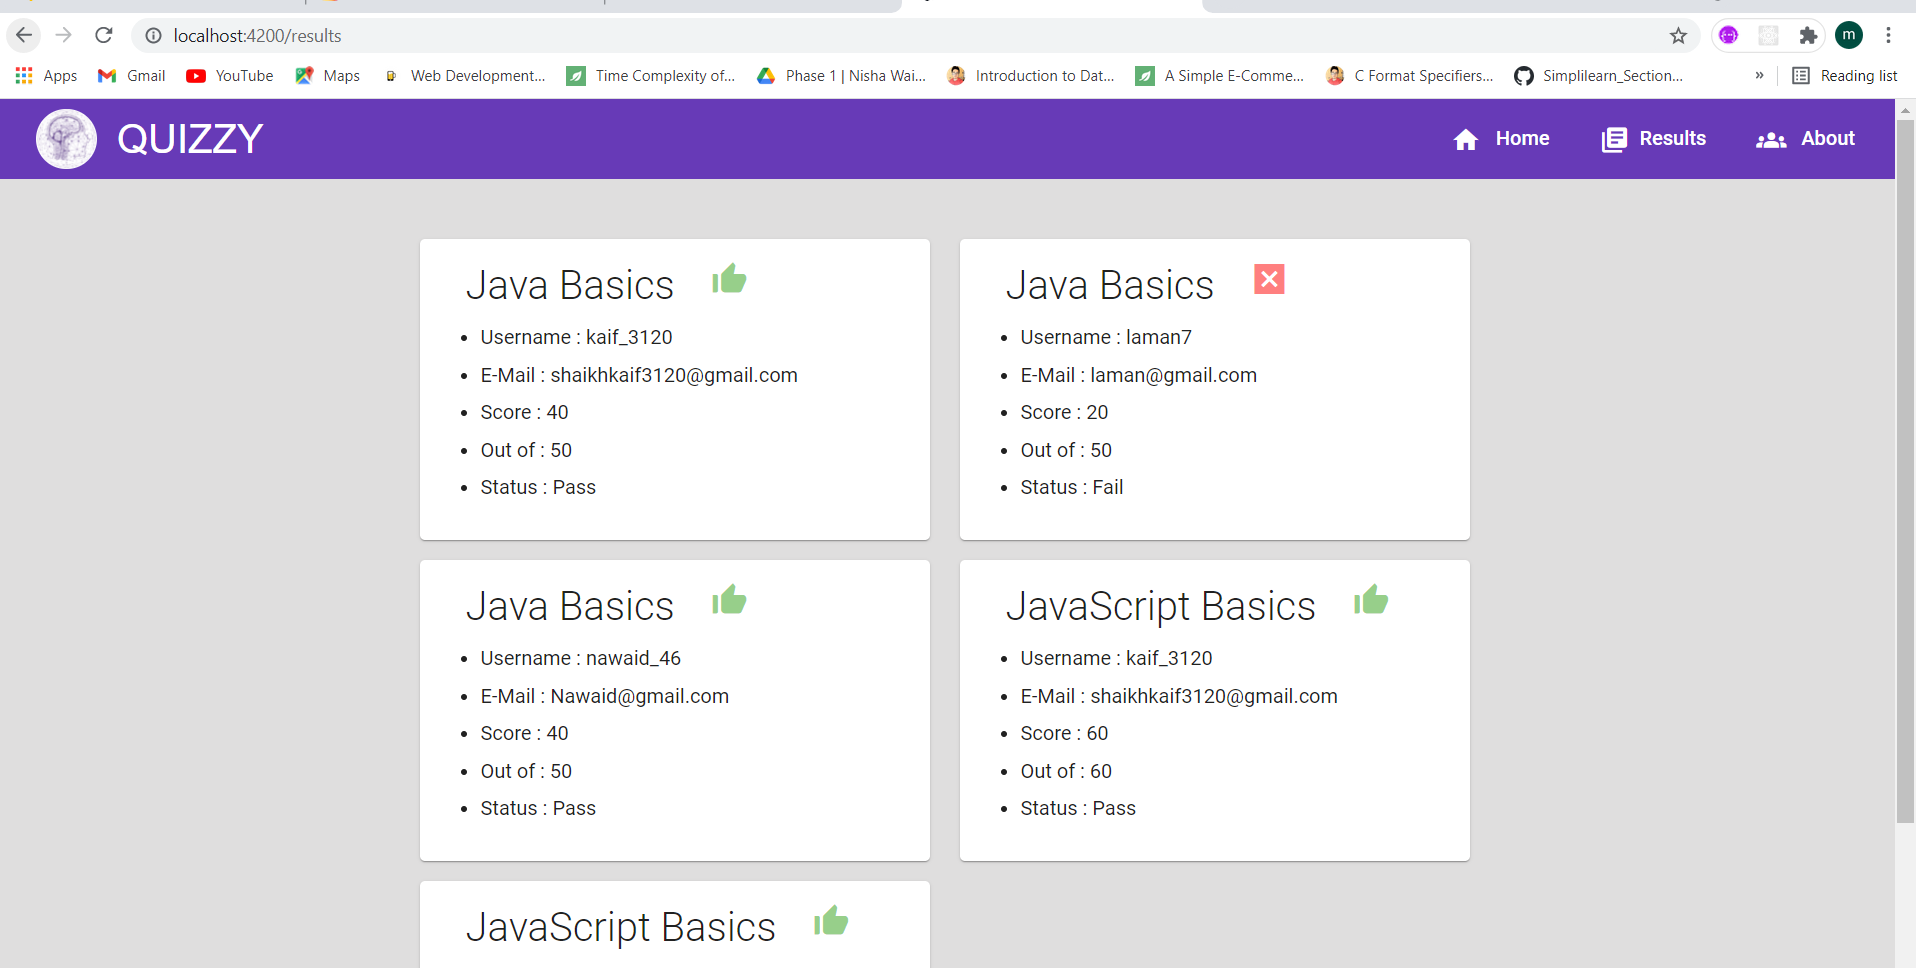 localhost:4200/results
m
Apps Gmail YouTube Maps Web Development... Time Complexity of... Phase 1 | Nisha Wai... Introduction to Dat... A Simple E-Comme... C Format Specifiers... Simplilearn_Section... » Reading list
QUIZZY Home Results About
Java Basics
• Username : kaif_3120
• E-Mail : shaikhkaif3120@gmail.com
• Score : 40
• Out of : 50
• Status : Pass
Java Basics
• Username : laman7
• E-Mail : laman@gmail.com
• Score : 20
• Out of : 50
• Status : Fail
Java Basics
• Username : nawaid_46
• E-Mail : Nawaid@gmail.com
• Score : 40
• Out of : 50
• Status : Pass
JavaScript Basics
• Username : kaif_3120
• E-Mail : shaikhkaif3120@gmail.com
• Score : 60
• Out of : 60
• Status : Pass
JavaScript Basics